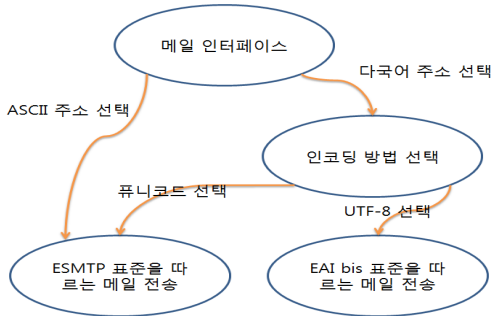 메일 인터페이스
다국어 주소 선택
ASCII 주소 선택
인코딩 방법 선택
퓨니코드 선택
UTF-8 선택
ESMTP 표준을 따
르는 메일 전송
EAI bis 표준을 따
르는 메일 전송